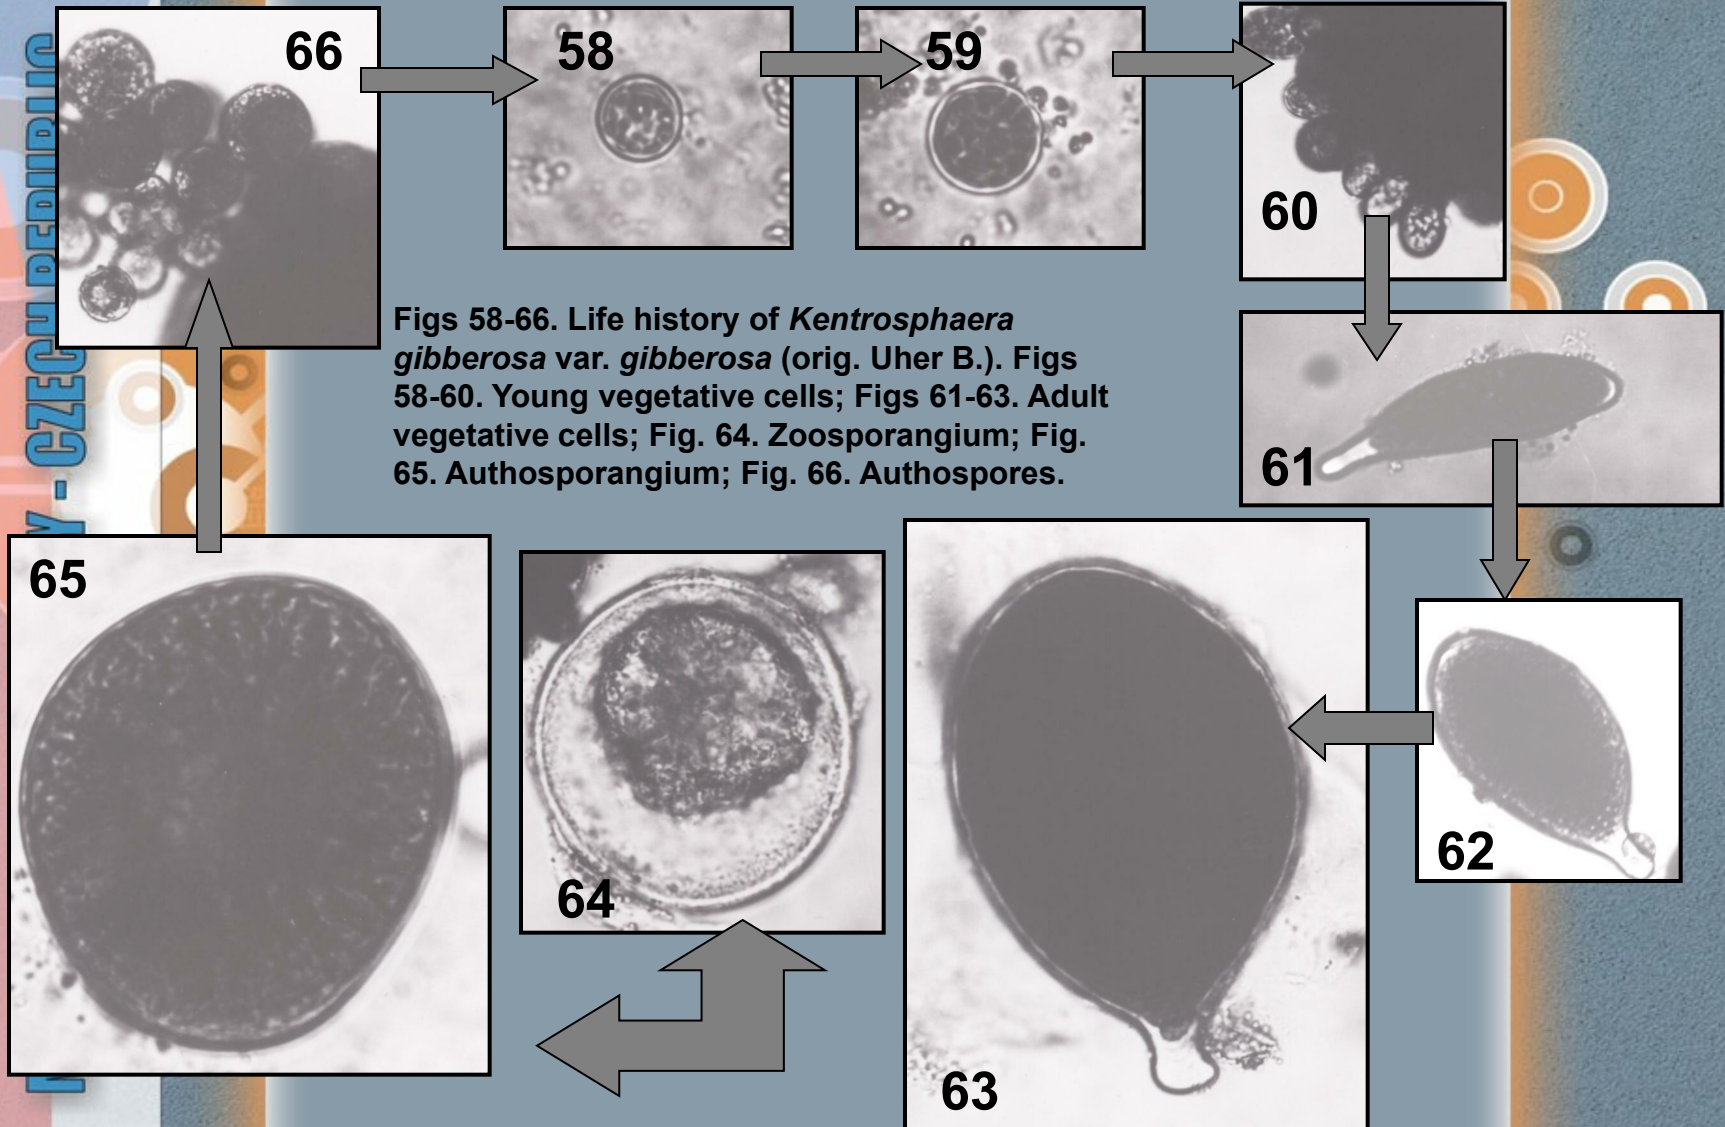 66
58
59
60
Figs 58-66. Life history of Kentrosphaera
gibberosa var. gibberosa (orig. Uher B.). Figs
58-60. Young vegetative cells; Figs 61-63. Adult
vegetative cells; Fig. 64. Zoosporangium; Fig.
65. Authosporangium; Fig. 66. Authospores.
61
65
64
62
63
- CZECH REPUBLIC